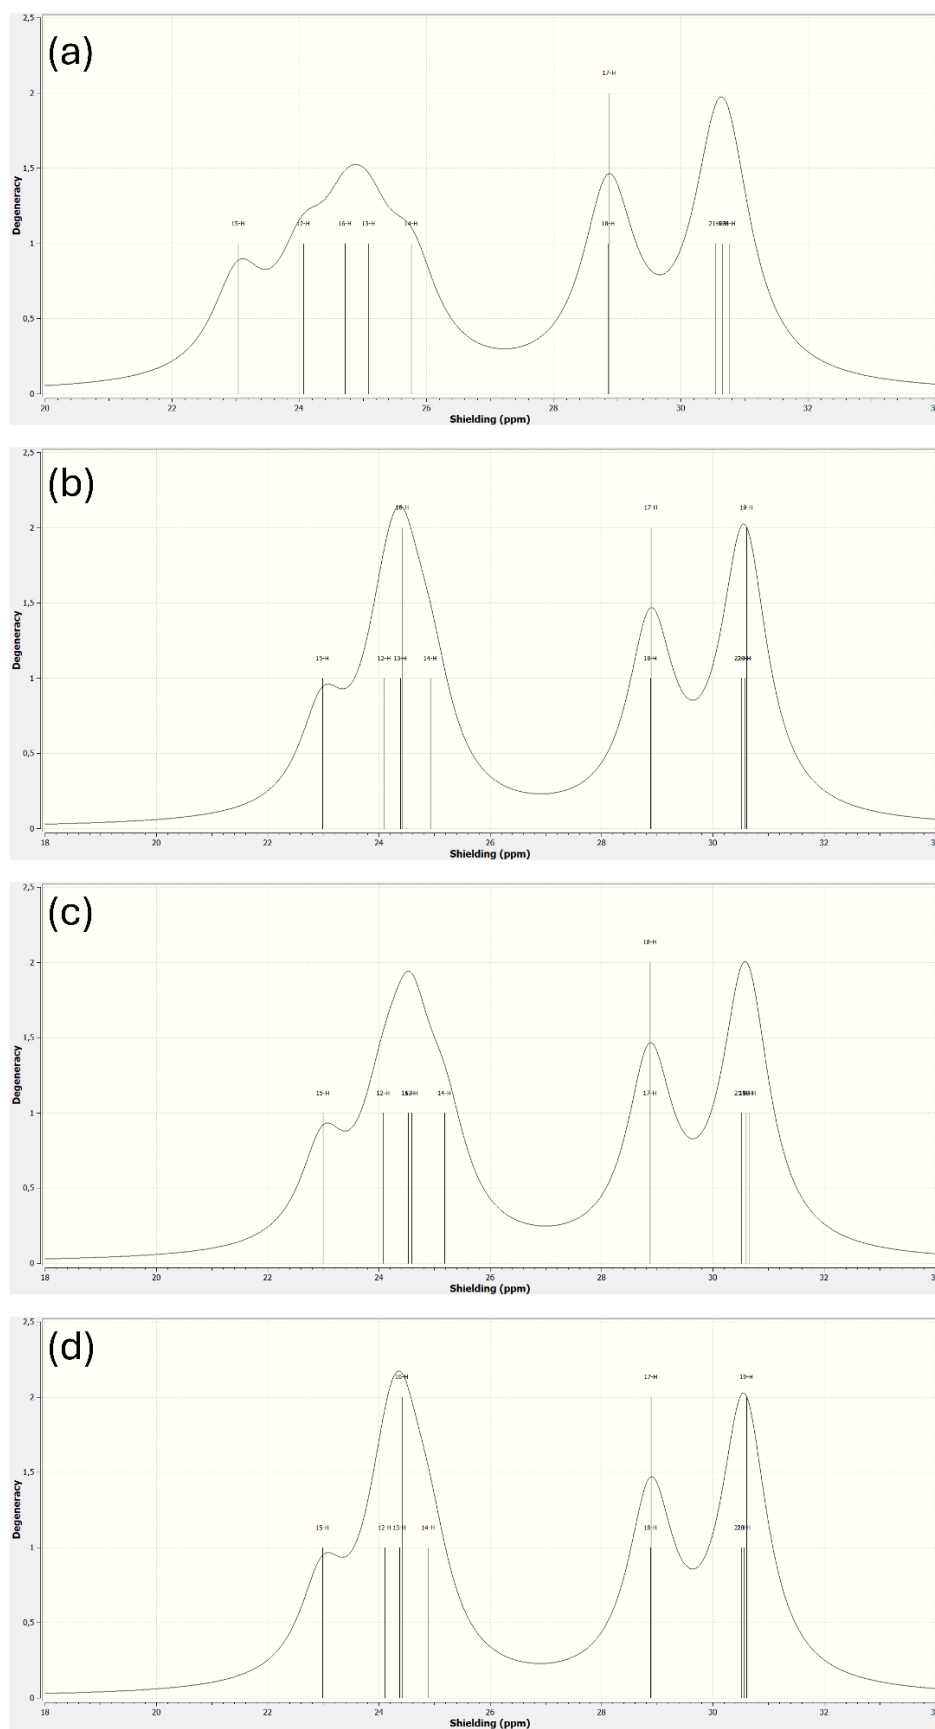 (a)
2,5
2
1,5
1
0,5
0
Degeneracy
17-H
15-H
12-H
16-H
13-H
14-H
18-H
20
22
24
26
28
30
32
Shielding (ppm)
(b)
2,5
2
1,5
1
0,5
0
Degeneracy
17-H
19-H
15-H
12-H
13-H
14-H
18-H
18
20
22
24
26
28
30
32
Shielding (ppm)
(c)
2,5
2
1,5
1
0,5
0
Degeneracy
18-H
15-H
12-H
14-H
17-H
18
20
22
24
26
28
30
32
Shielding (ppm)
(d)
2,5
2
1,5
1
0,5
0
Degeneracy
16-H
17-H
19-H
15-H
12-H
13-H
14-H
18-H
18
20
22
24
26
28
30
32
Shielding (ppm)